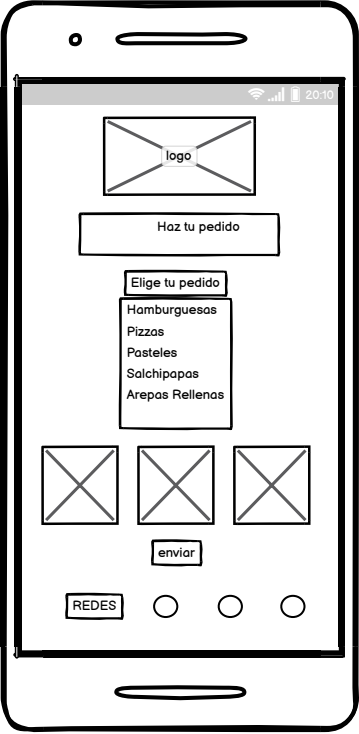 20:10
logo
Haz tu pedido
Elige tu pedido
Hamburguesas
Pizzas
Pasteles
Salchipapas
Arepas Rellenas
enviar
REDES